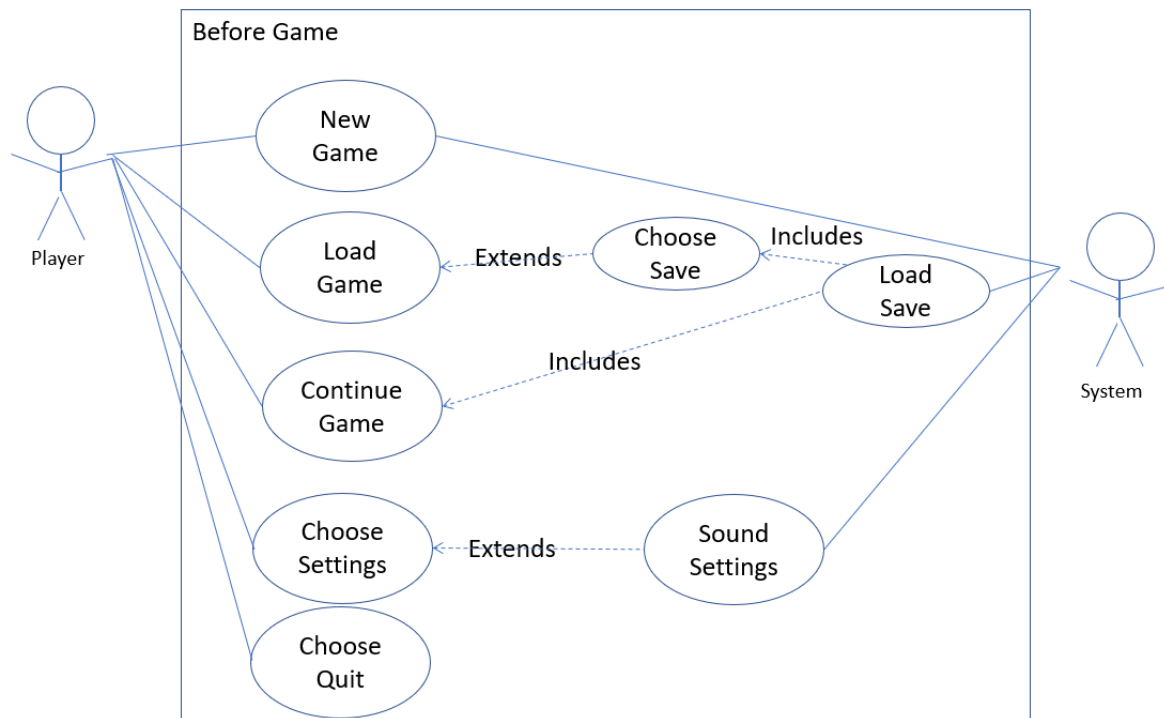 Before Game
New
Game
Player
Load
Game
Extends
Choose
Save
Includes
Load
Save
System
Continue
Game
Includes
Choose
Settings
Extends
Sound
Settings
Choose
Quit